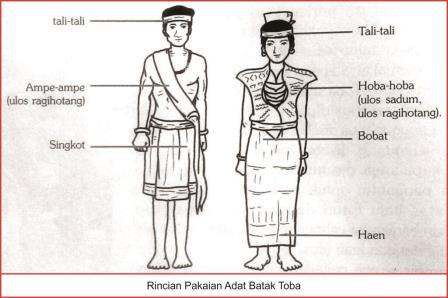 tali-tali
Ampe-ampe
(ulos ragihotang)
Singkot
Tali-tali
Hoba-hoba
(ulos sadum,
ulos ragihotang).
Bobat
Haen
Rincian Pakaian Adat Batak Toba